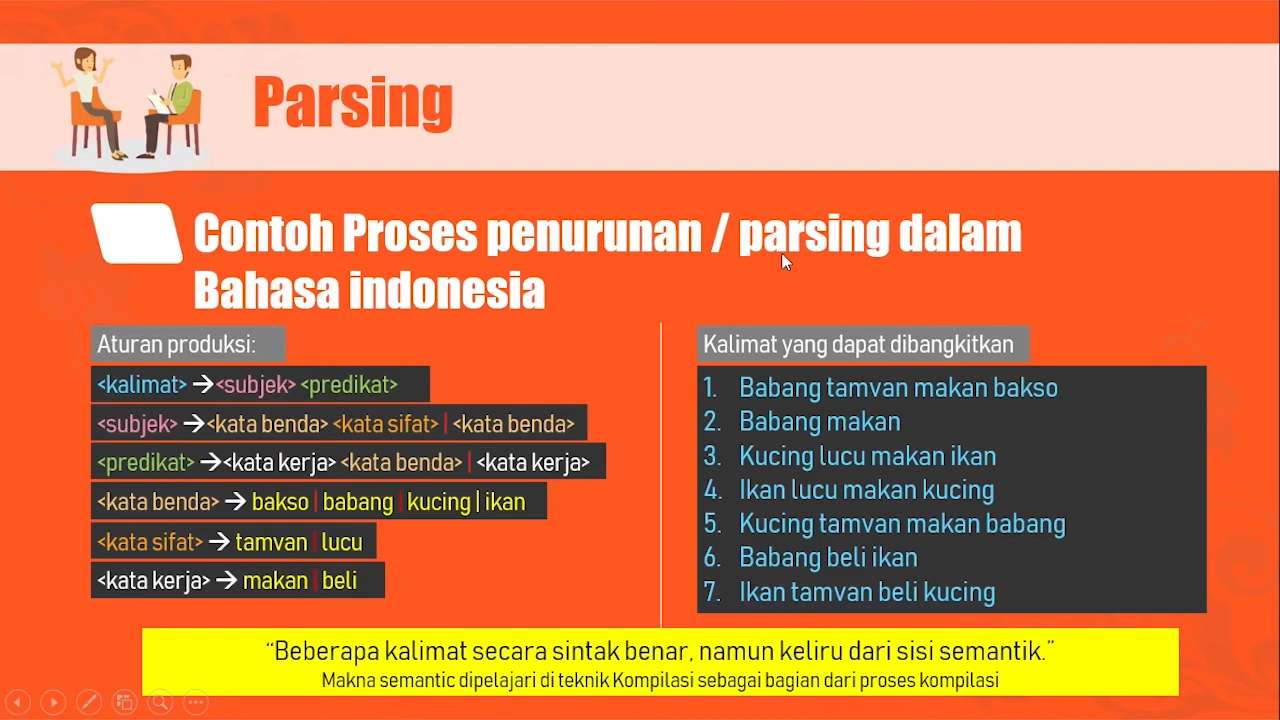 Parsing
Contoh Proses penurunan / parsing dalam
Bahasa indonesia
Aturan produksi:
<kalimat> →<subjek> <predikat>
<subjek> →<kata benda> <kata sifat> | <kata benda>
<predikat> →<kata kerja> <kata benda> | <kata kerja>
<kata benda> → bakso | babang | kucing | ikan
<kata sifat> → tamvan | lucu
<kata kerja> → makan | beli
Kalimat yang dapat dibangkitkan
1. Babang tamvan makan bakso
2. Babang makan
3. Kucing lucu makan ikan
4. Ikan lucu makan kucing
5. Kucing tamvan makan babang
6. Babang beli ikan
7. Ikan tamvan beli kucing
“Beberapa kalimat secara sintak benar, namun keliru dari sisi semantik.”
Makna semantic dipelajari di teknik Kompilasi sebagai bagian dari proses kompilasi